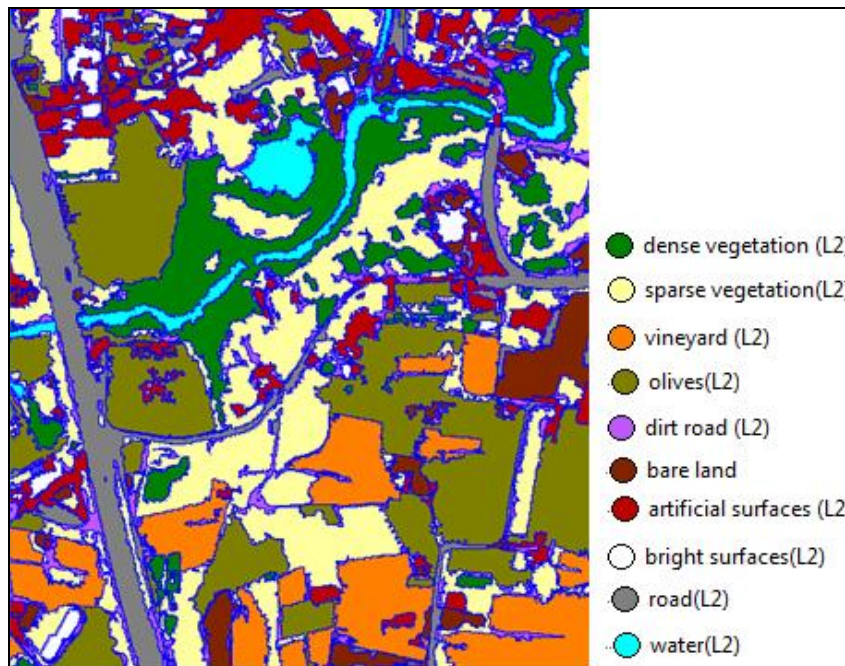 dense vegetation (L2)
sparse vegetation(L2)
vineyard (L2)
olives(L2)
dirt road (L2)
bare land
artificial surfaces (L2
bright surfaces(L2)
road(L2)
water(L2)